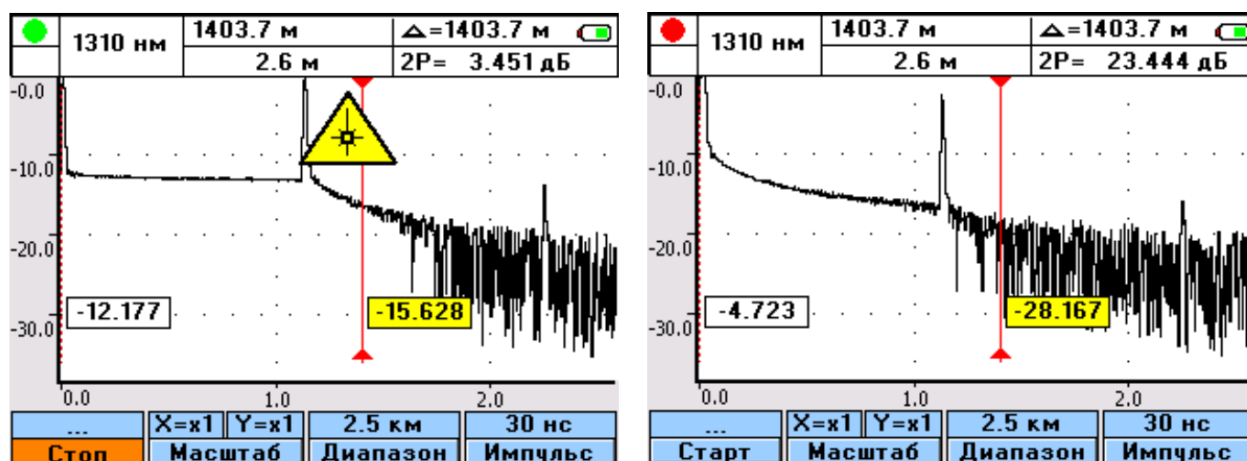 1310 нм
1403.7 м
△=1403.7 м
2.6 м
2P= 3.451 дБ
-0.0
-10.0
-20.0
-30.0
-12.177
-15.628
0.0
1.0
2.0
...
X=x1
Y=x1
2.5 км
30 нс
Стоп
Масштаб
Диапазон
Импульс
1310 нм
1403.7 м
△=1403.7 м
2.6 м
2P= 23.444 дБ
-0.0
-10.0
-20.0
-30.0
-4.723
-28.167
0.0
1.0
2.0
...
X=x1
Y=x1
2.5 км
30 нс
Старт
Масштаб
Диапазон
Импульс